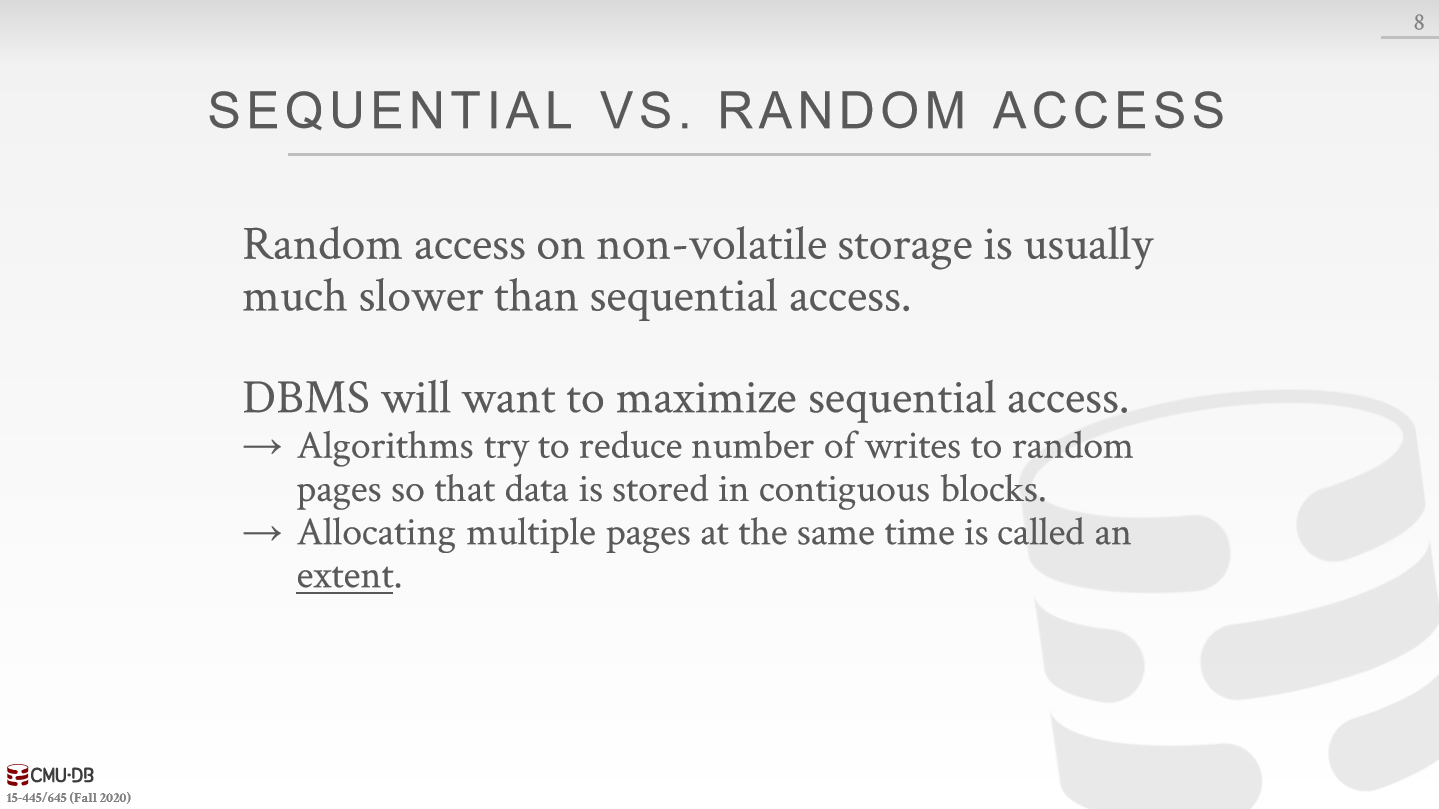 8
SEQUENTIAL VS. RANDOM ACCESS
Random access on non-volatile storage is usually
much slower than sequential access.
DBMS will want to maximize sequential access.
→ Algorithms try to reduce number of writes to random
pages so that data is stored in contiguous blocks.
→ Allocating multiple pages at the same time is called an
extent.
CMU·DB
15-445/645 (Fall 2020)